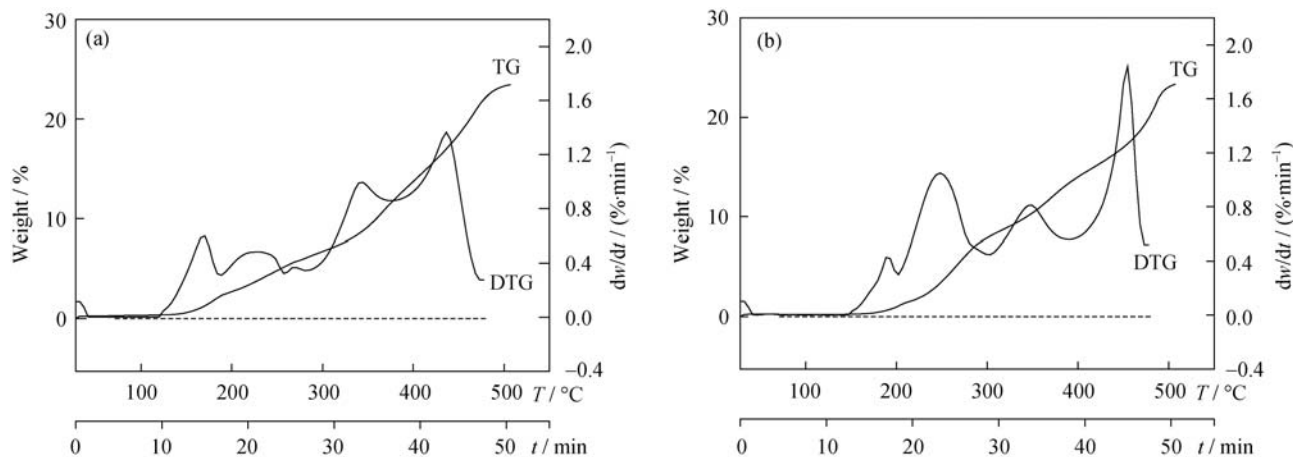 (a)
30
20
10
0
Weight / %
TG
DTG
2.0
1.6
1.2
0.8
0.4
0.0
–0.4
dw/dt / (%·min⁻¹)
100 200 300 400 500 T / °C
0 10 20 30 40 50 t / min
(b)
30
20
10
0
Weight / %
TG
DTG
2.0
1.6
1.2
0.8
0.4
0.0
–0.4
dw/dt / (%·min⁻¹)
100 200 300 400 500 T / °C
0 10 20 30 40 50 t / min